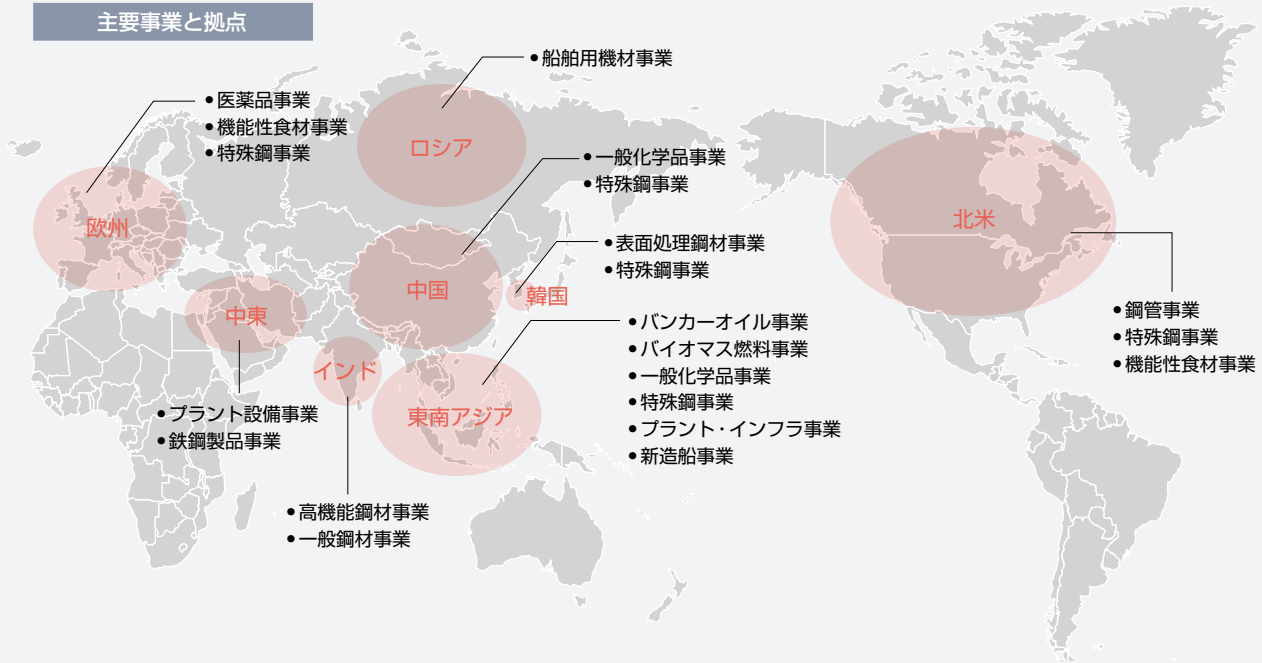 主要事業と拠点
•船舶用機材事業
•医薬品事業
•機能性食材事業
•特殊鋼事業
ロシア
•一般化学品事業
•特殊鋼事業
欧州
北米
•表面処理鋼材事業
•特殊鋼事業
中国
韓国
中東
•鋼管事業
•特殊鋼事業
•機能性食材事業
•バンカーオイル事業
•バイオマス燃料事業
•一般化学品事業
•特殊鋼事業
•プラント・インフラ事業
•新造船事業
インド
東南アジア
•プラント設備事業
•鉄鋼製品事業
•高機能鋼材事業
•一般鋼材事業